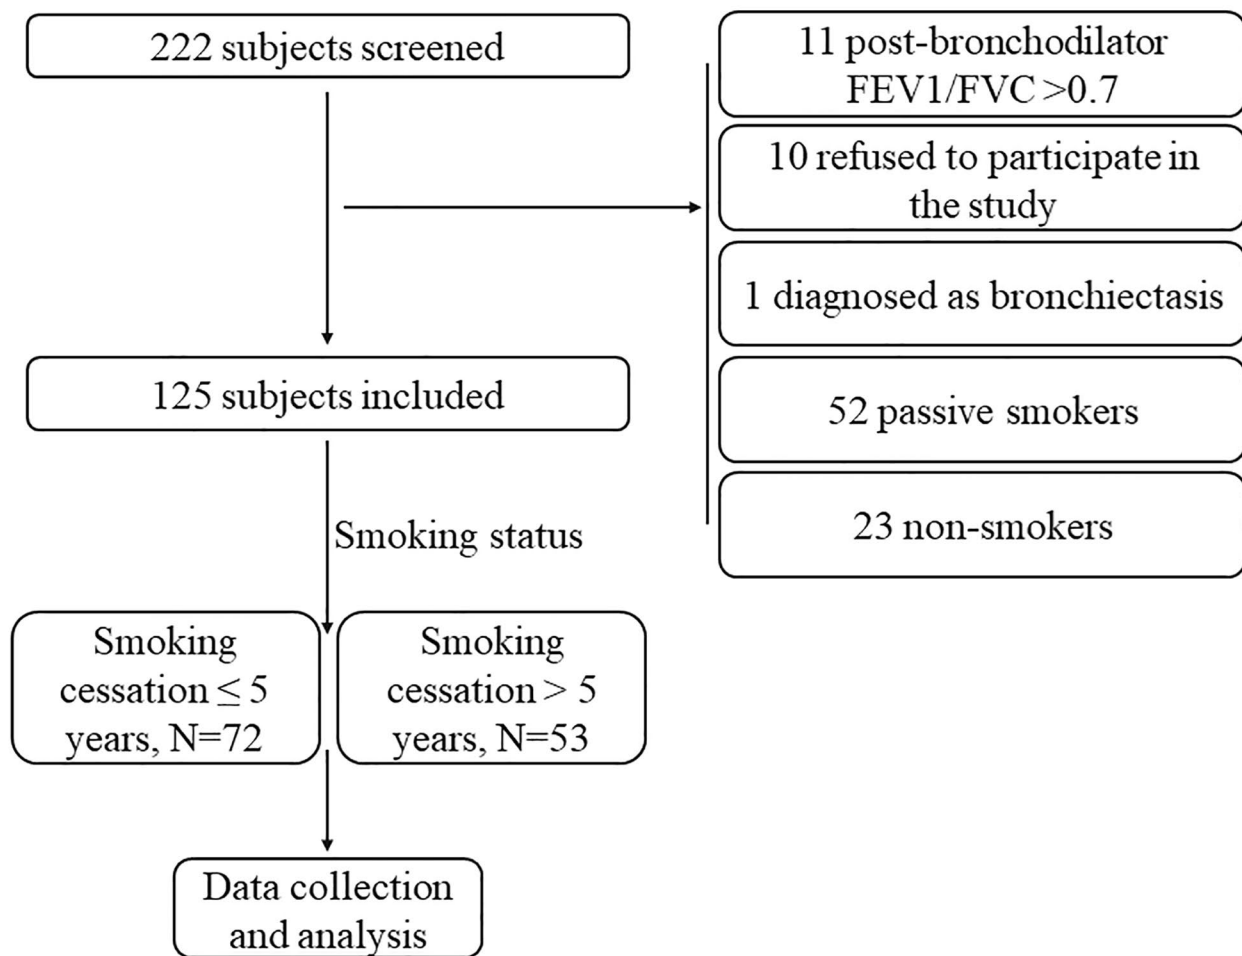 222 subjects screened
11 post-bronchodilator
FEV1/FVC >0.7
10 refused to participate in
the study
1 diagnosed as bronchiectasis
52 passive smokers
23 non-smokers
125 subjects included
Smoking status
Smoking
cessation ≤ 5
years, N=72
Smoking
cessation > 5
years, N=53
Data collection
and analysis